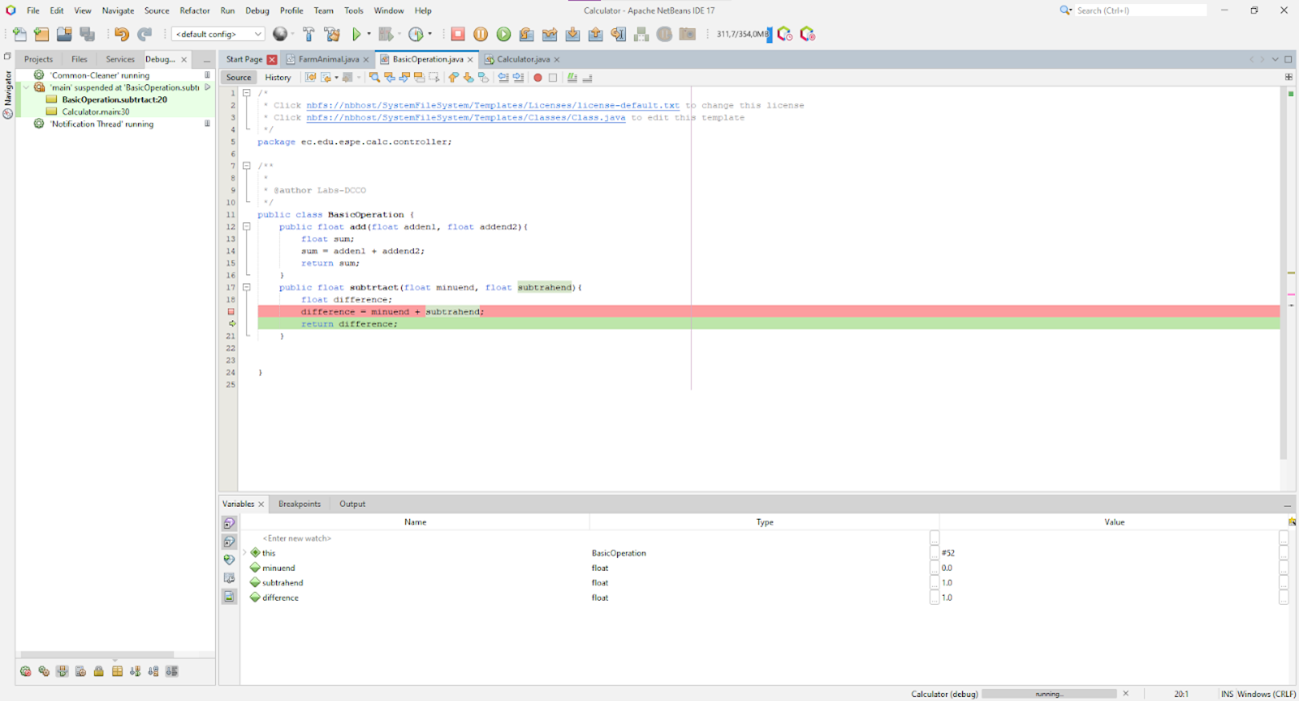 File Edit View Navigate Source Refactor Run Debug Profile Team Tools Window Help
Calculator - Apache NetBeans IDE 17
Search (Ctrl+I)
<default config>
311,7/354,0MB
Projects Files Services Debug... ...
Start Page FarmAnimal.java BasicOperation.java Calculator.java
Navigator
'Common-Cleaner' running
'main' suspended at 'BasicOperation.subtr
BasicOperation.subtrtact:20
Calculator.main:30
'Notification Thread' running
Source History
1 /*
2 * Click nbfs://nbhost/SystemFileSystem/Templates/Licenses/license-default.txt to change this license
3 * Click nbfs://nbhost/SystemFileSystem/Templates/Classes/Class.java to edit this template
4 */
5 package ec.edu.espe.calc.controller;
6
7 /**
8 *
9 * @author Labs-DCCO
10 */
11 public class BasicOperation {
12 public float add(float adden1, float addend2){
13 float sum;
14 sum = adden1 + addend2;
15 return sum;
16 }
17 public float subtrtact(float minuend, float subtrahend){
18 float difference;
difference = minuend + subtrahend;
return difference;
21 }
22
23
24 }
25
Variables Breakpoints Output
Name Type Value
<Enter new watch>
this BasicOperation #52
minuend float 0.0
subtrahend float 1.0
difference float 1.0
Calculator (debug) running... 20:1 INS Windows (CRLF)